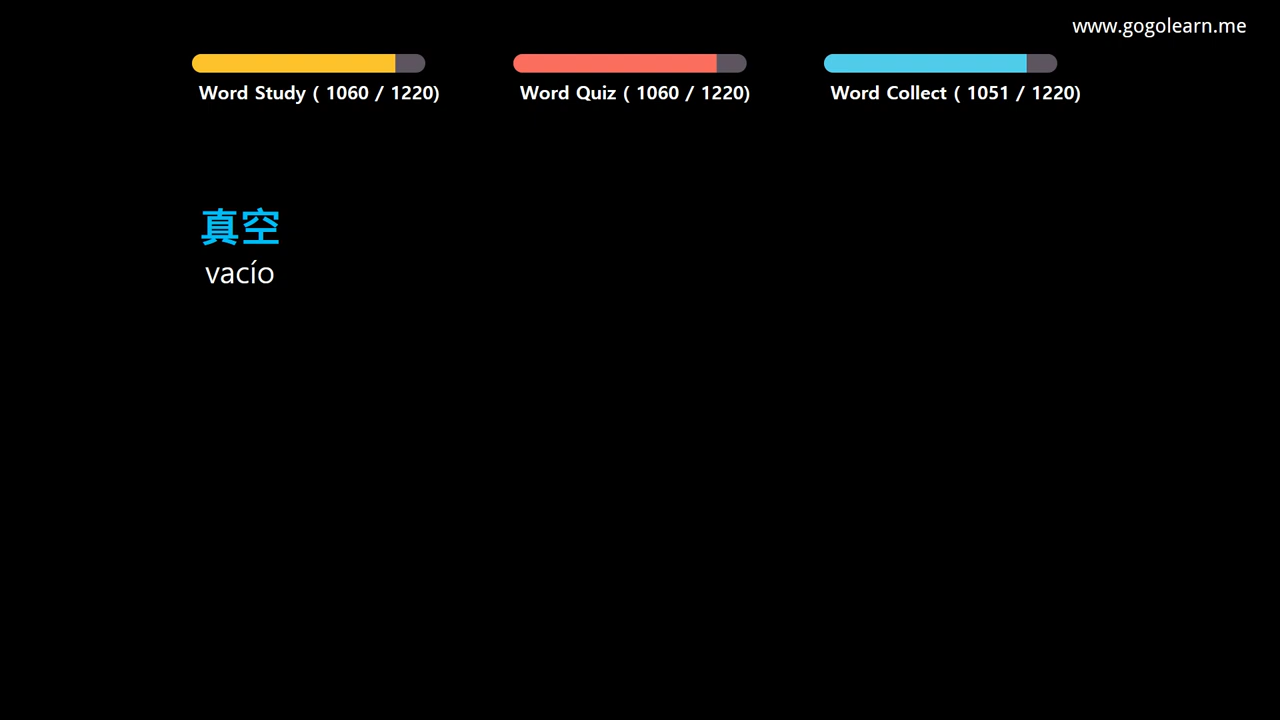 www.gogolearn.me
Word Study ( 1060 / 1220)
Word Quiz ( 1060 / 1220)
Word Collect ( 1051 / 1220)
真空
vacío